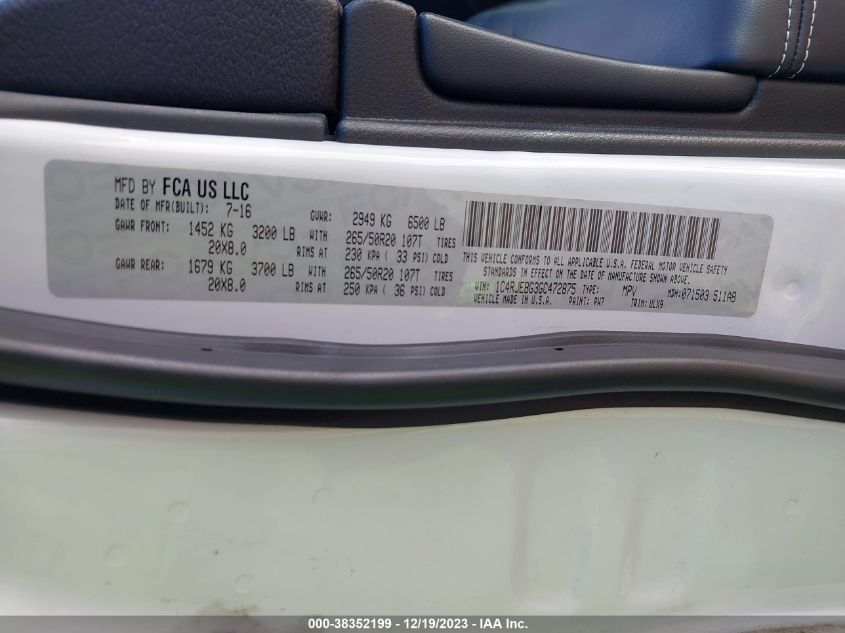 MFD BY FCA US LLC
DATE OF MFR(BUILT): 7-16 GVWR: 2949 KG 6500 LB
GAWR FRONT: 1452 KG 3200 LB WITH 265/50R20 107T TIRES
20X8.0 RIMS AT 230 KPA ( 33 PSI) COLD
GAWR REAR: 1679 KG 3700 LB WITH 265/50R20 107T TIRES
20X8.0 RIMS AT 250 KPA ( 36 PSI) COLD
THIS VEHICLE CONFORMS TO ALL APPLICABLE U.S.A. FEDERAL MOTOR VEHICLE SAFETY
STANDARDS IN EFFECT ON THE DATE OF MANUFACTURE SHOWN ABOVE.
VIN: 1C4RJEBG3GC472875 TYPE: MPV MDH:071503 511AB
VEHICLE MADE IN U.S.A. PAINT: PW7 TRIM: ULX9
000-38352199 — 12/19/2023 — IAA Inc.